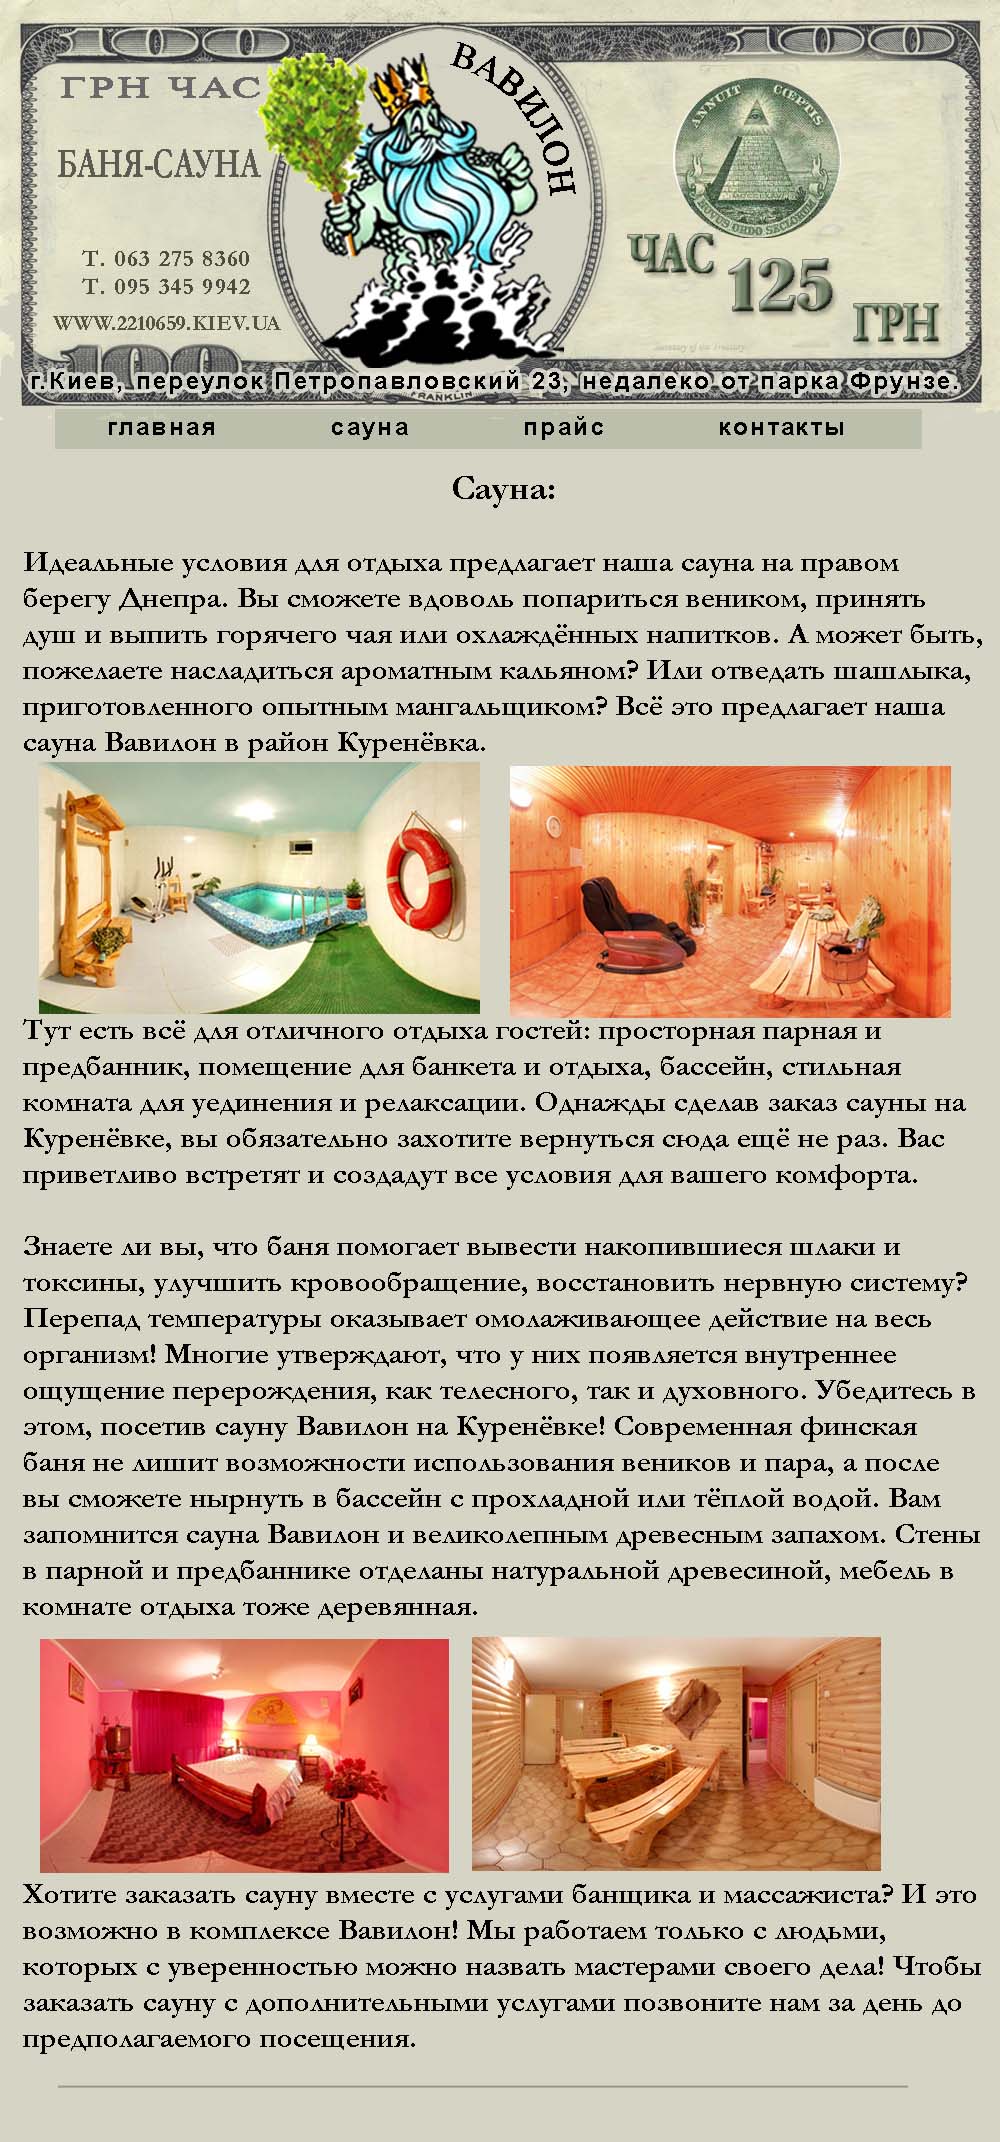 100 100
ГРН ЧАС
ВАВИЛОН
ANNUIT CŒPTIS
БАНЯ-САУНА
NOVUS ORDO SECLORUM
Т. 063 275 8360
Т. 095 345 9942
WWW.2210659.KIEV.UA
ЧАС 125 ГРН
100
г.Киев, переулок Петропавловский 23, недалеко от парка Фрунзе.
FRANKLIN
главная сауна прайс контакты
Сауна:
Идеальные условия для отдыха предлагает наша сауна на правом
берегу Днепра. Вы сможете вдоволь попариться веником, принять
душ и выпить горячего чая или охлаждённых напитков. А может быть,
пожелаете насладиться ароматным кальяном? Или отведать шашлыка,
приготовленного опытным мангальщиком? Всё это предлагает наша
сауна Вавилон в район Куренёвка.
Тут есть всё для отличного отдыха гостей: просторная парная и
предбанник, помещение для банкета и отдыха, бассейн, стильная
комната для уединения и релаксации. Однажды сделав заказ сауны на
Куренёвке, вы обязательно захотите вернуться сюда ещё не раз. Вас
приветливо встретят и создадут все условия для вашего комфорта.
Знаете ли вы, что баня помогает вывести накопившиеся шлаки и
токсины, улучшить кровообращение, восстановить нервную систему?
Перепад температуры оказывает омолаживающее действие на весь
организм! Многие утверждают, что у них появляется внутреннее
ощущение перерождения, как телесного, так и духовного. Убедитесь в
этом, посетив сауну Вавилон на Куренёвке! Современная финская
баня не лишит возможности использования веников и пара, а после
вы сможете нырнуть в бассейн с прохладной или тёплой водой. Вам
запомнится сауна Вавилон и великолепным древесным запахом. Стены
в парной и предбаннике отделаны натуральной древесиной, мебель в
комнате отдыха тоже деревянная.
Хотите заказать сауну вместе с услугами банщика и массажиста? И это
возможно в комплексе Вавилон! Мы работаем только с людьми,
которых с уверенностью можно назвать мастерами своего дела! Чтобы
заказать сауну с дополнительными услугами позвоните нам за день до
предполагаемого посещения.